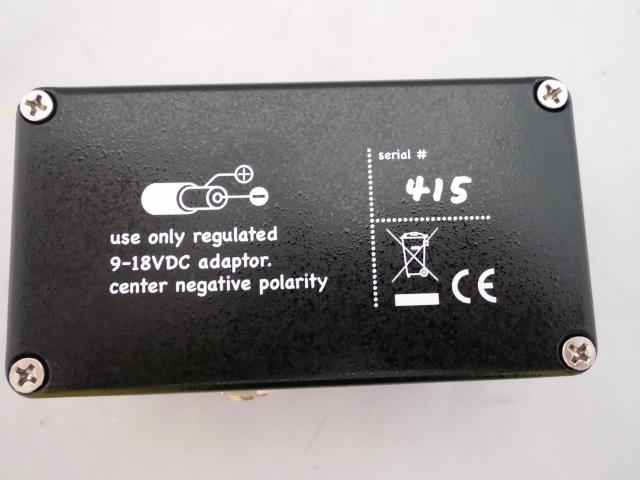 use only regulated
9-18VDC adaptor.
center negative polarity
serial #
415
CE